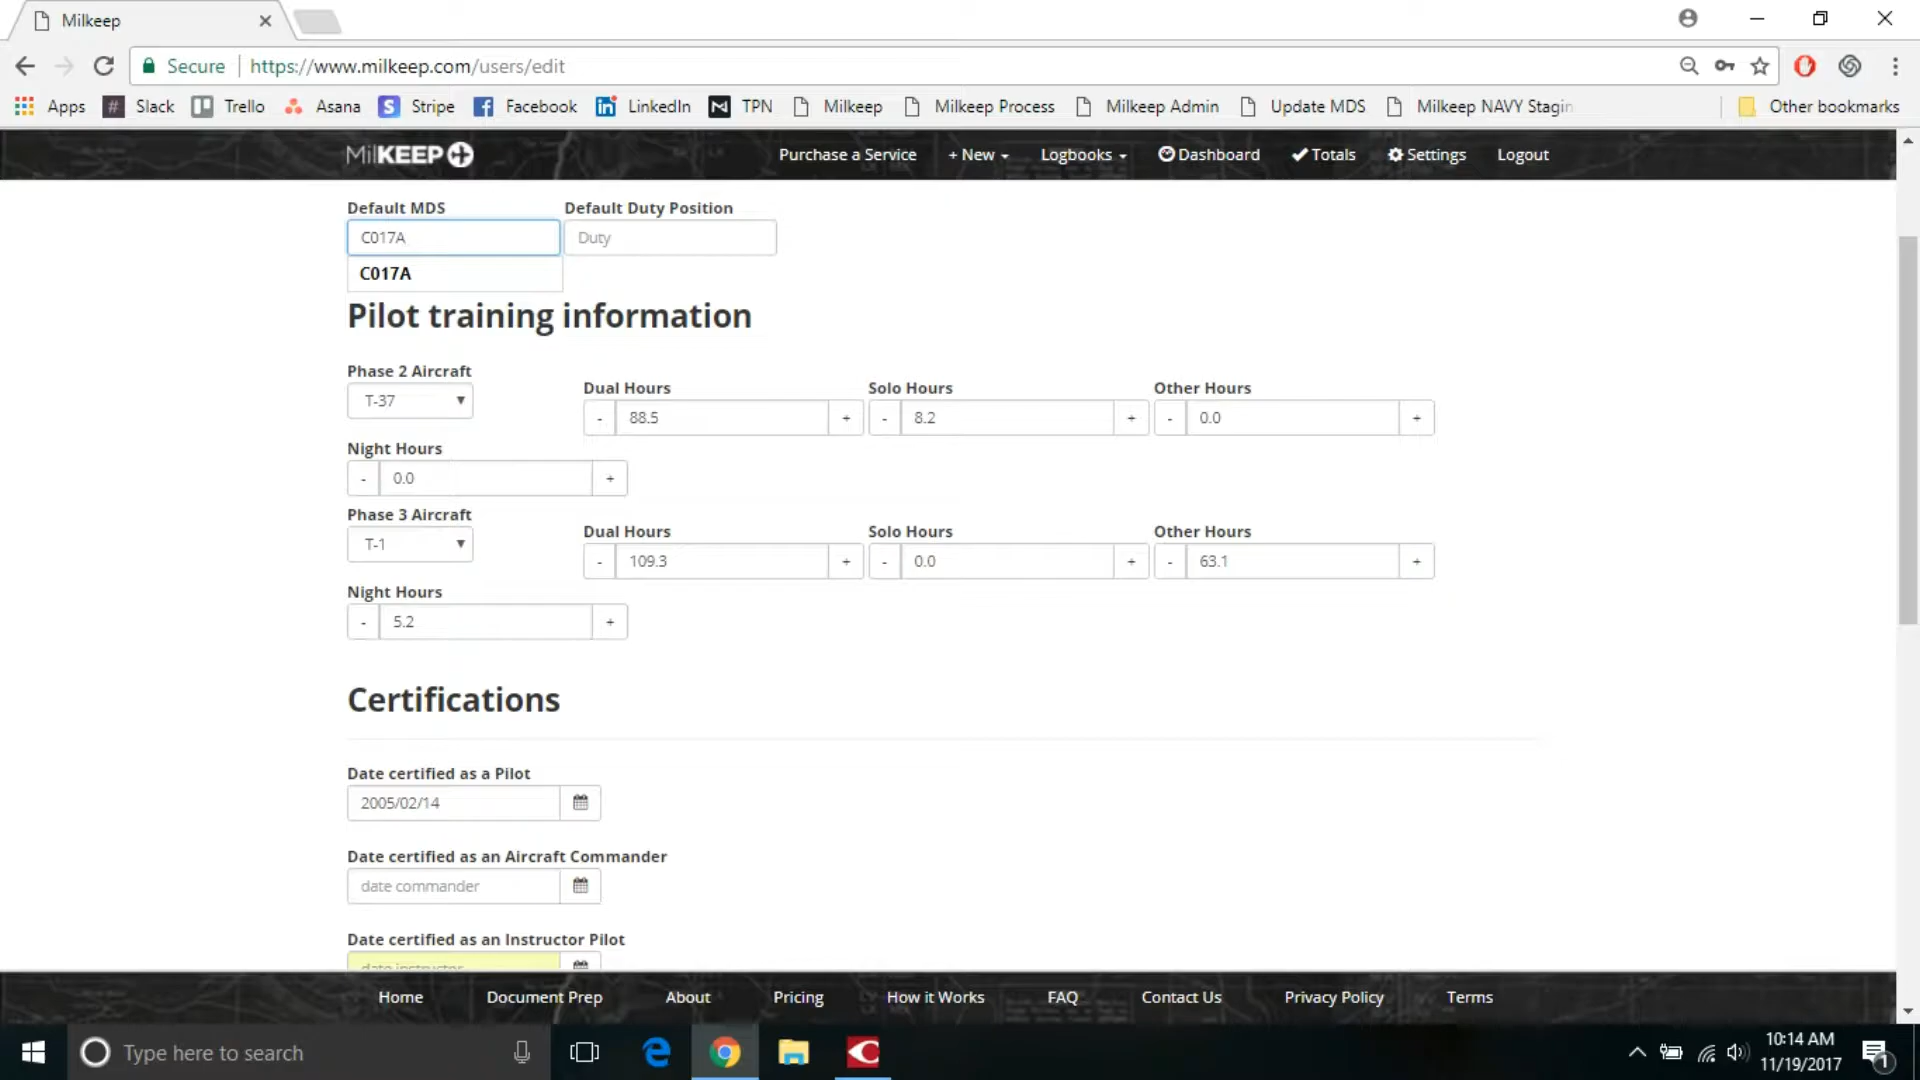 Milkeep
Secure https://www.milkeep.com/users/edit
Apps # Slack Trello Asana S Stripe Facebook LinkedIn TPN Milkeep Milkeep Process Milkeep Admin Update MDS Milkeep NAVY Stagin Other bookmarks
MilKEEP Purchase a Service + New Logbooks Dashboard Totals Settings Logout
Default MDS Default Duty Position
C017A Duty
C017A
Pilot training information
Phase 2 Aircraft
Dual Hours Solo Hours Other Hours
T-37
- 88.5 + - 8.2 + - 0.0 +
Night Hours
- 0.0 +
Phase 3 Aircraft
Dual Hours Solo Hours Other Hours
T-1
- 109.3 + - 0.0 + - 63.1 +
Night Hours
- 5.2 +
Certifications
Date certified as a Pilot
2005/02/14
Date certified as an Aircraft Commander
date commander
Date certified as an Instructor Pilot
date instructor
Home Document Prep About Pricing How it Works FAQ Contact Us Privacy Policy Terms
Type here to search
10:14 AM
11/19/2017
1